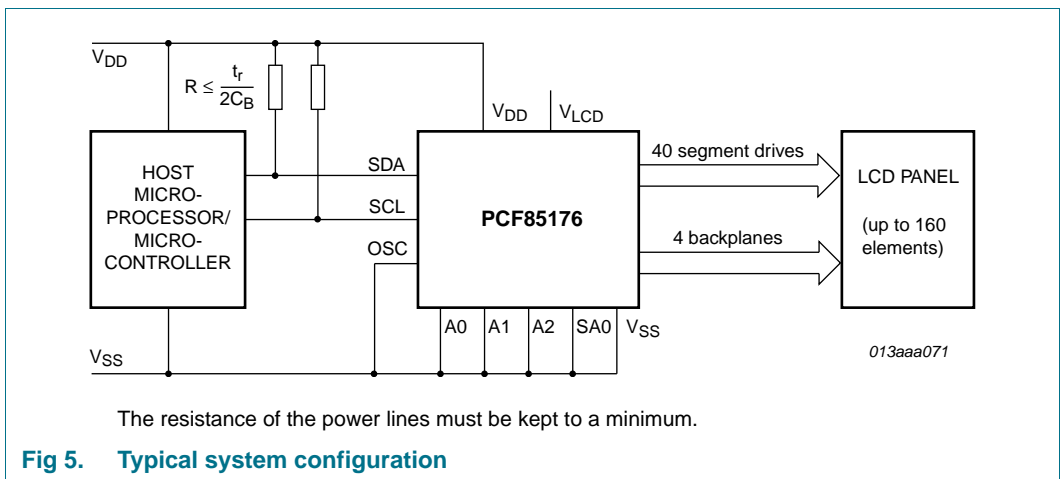 VDD
R ≤ tr
2CB
VDD
VLCD
HOST
MICRO-
PROCESSOR/
MICRO-
CONTROLLER
SDA
SCL
OSC
PCF85176
40 segment drives
4 backplanes
LCD PANEL
(up to 160
elements)
A0
A1
A2
SA0
VSS
VSS
013aaa071
The resistance of the power lines must be kept to a minimum.
Fig 5. Typical system configuration